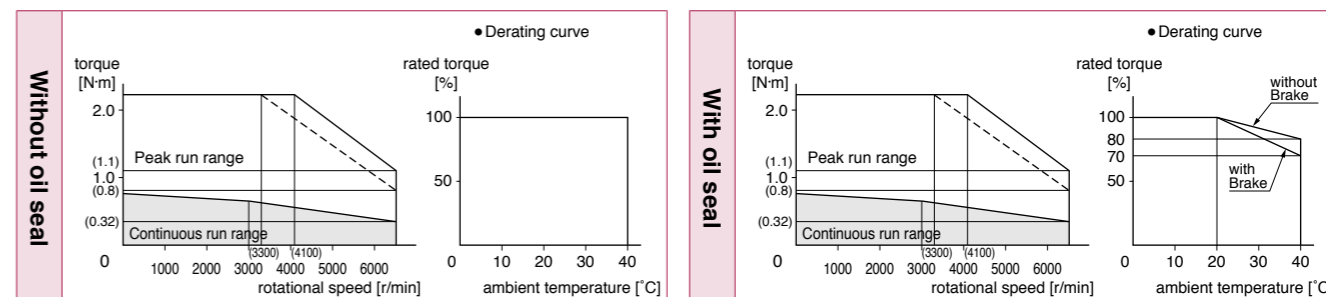 Without oil seal
● Derating curve
torque
[N·m]
2.0
(1.1)
1.0
(0.8)
(0.32)
0
Peak run range
Continuous run range
(3300) (4100)
1000 2000 3000 4000 5000 6000
rotational speed [r/min]
rated torque
[%]
100
50
0 10 20 30 40
ambient temperature [˚C]
With oil seal
● Derating curve
torque
[N·m]
2.0
(1.1)
1.0
(0.8)
(0.32)
0
Peak run range
Continuous run range
(3300) (4100)
1000 2000 3000 4000 5000 6000
rotational speed [r/min]
rated torque
[%]
100
80
70
50
without
Brake
with
Brake
0 10 20 30 40
ambient temperature [˚C